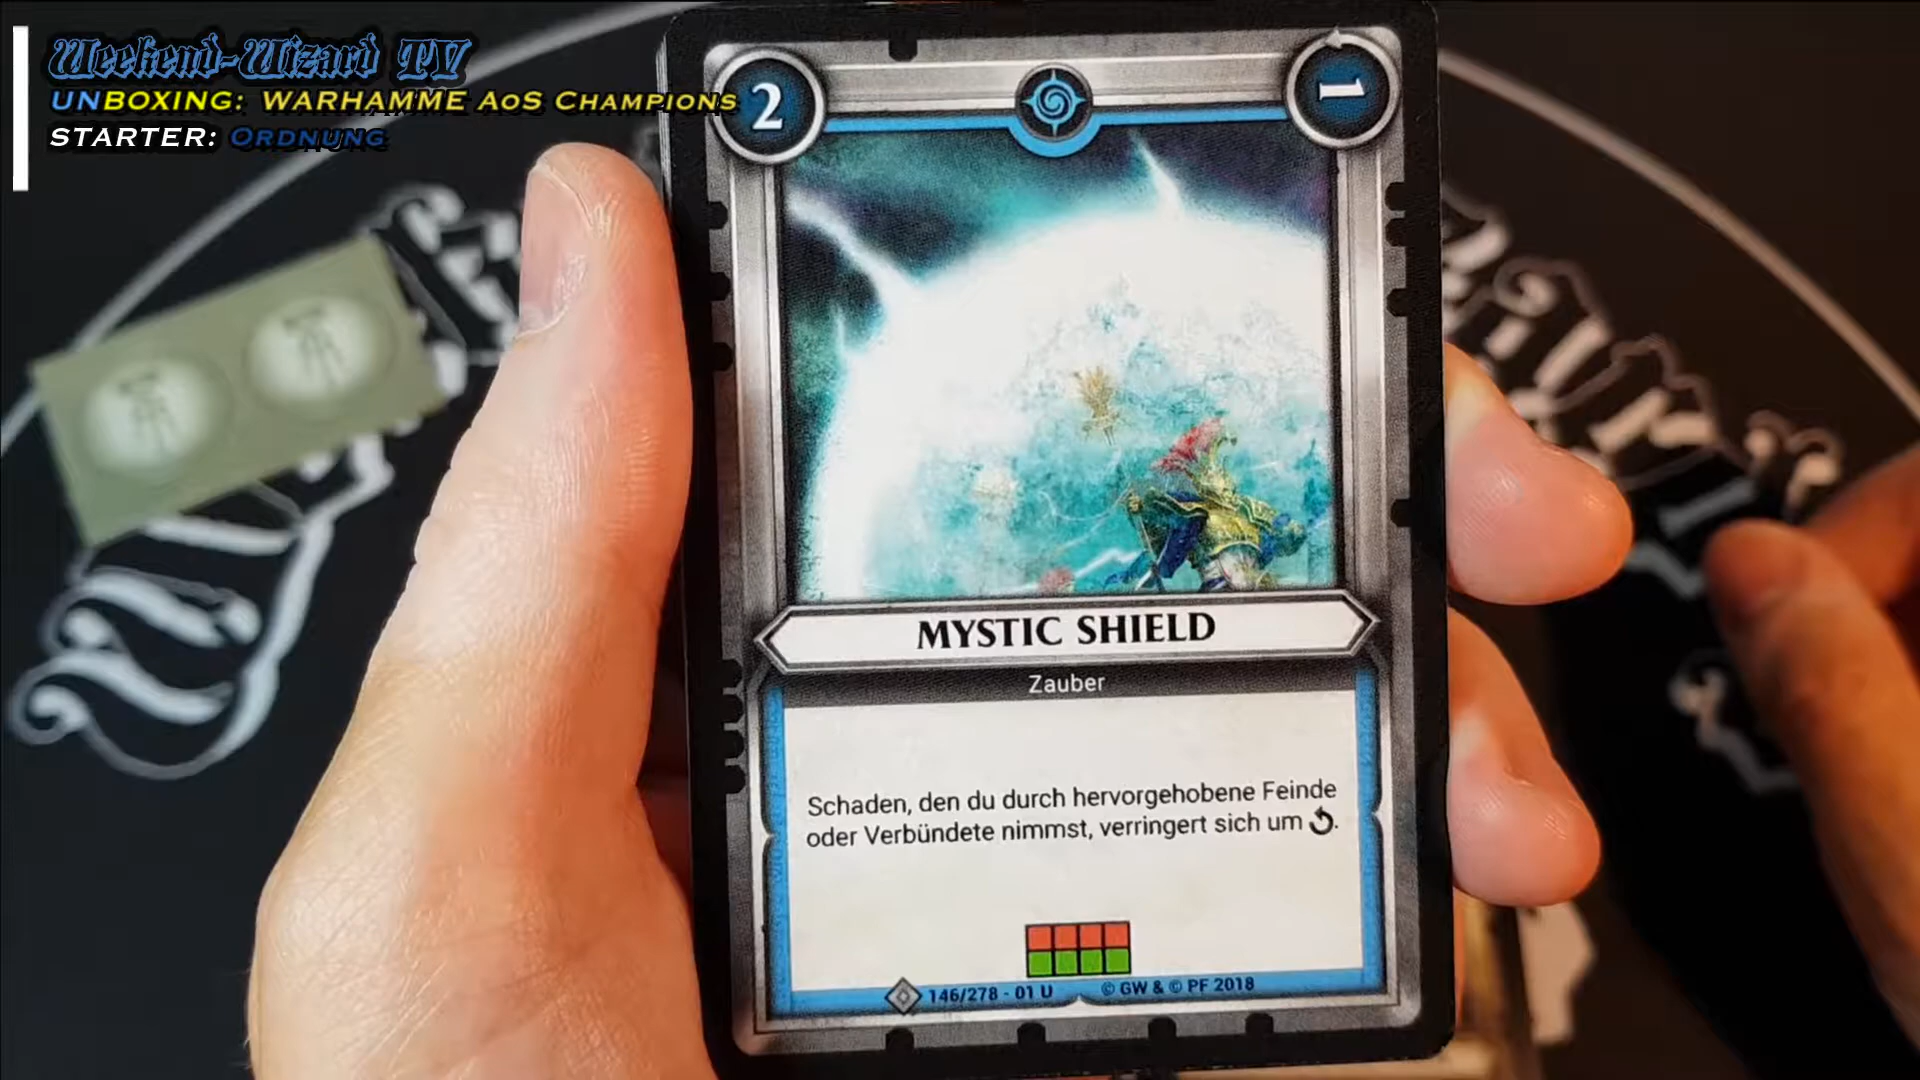 Weekend-Wizard TV
UNBOXING: WARHAMME AoS Champions
STARTER: Ordnung
2
1
MYSTIC SHIELD
Zauber
Schaden, den du durch hervorgehobene Feinde
oder Verbündete nimmst, verringert sich um .
146/278 - 01 U
© GW & © PF 2018